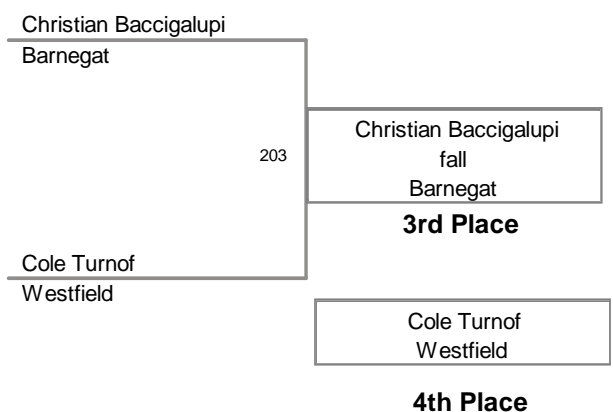 Christian Baccigalupi
Barnegat
203
Christian Baccigalupi
fall
Barnegat
3rd Place
Cole Turnof
Westfield
Cole Turnof
Westfield
4th Place